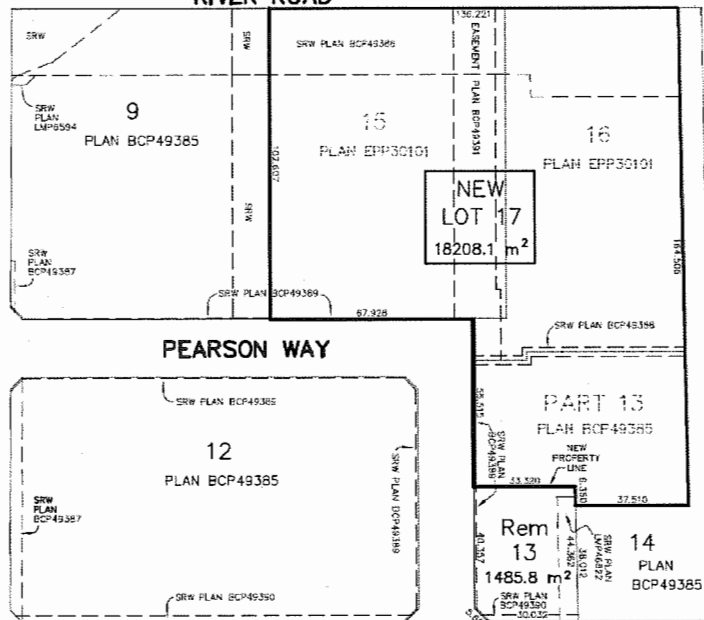 RIVER ROAD
SRW
SRW
SRW PLAN BCP49386
136.221
EASEMENT PLAN BCP49391
SRW
PLAN
LMP6594
9
PLAN BCP49385
15
PLAN EPP30101
16
PLAN EPP30101
107.607
NEW
LOT 17
18208.1 m²
164.508
SRW
SRW
PLAN
BCP49387
SRW PLAN BCP49389
67.928
SRW PLAN BCP49388
PEARSON WAY
SRW PLAN BCP49389
12
PLAN BCP49385
SRW PLAN BCP49389
SRW
PLAN
BCP49387
SRW PLAN BCP49390
55.515
SRW PLAN
BCP49389
PART 13
PLAN BCP49385
NEW
PROPERTY
LINE
33.320
6.350
37.510
Rem
13
1485.8 m²
40.357
SRW PLAN
LMP46822
44.362
38.012
14
PLAN
BCP49385
SRW PLAN
BCP49390
30.032